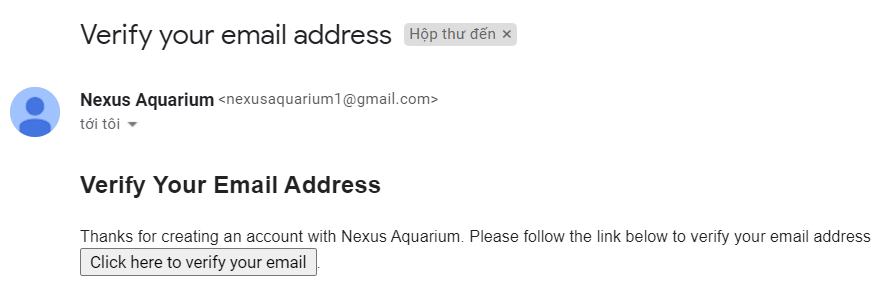 Verify your email address Hộp thư đến ×
Nexus Aquarium <nexusaquarium1@gmail.com>
tới tôi
Verify Your Email Address
Thanks for creating an account with Nexus Aquarium. Please follow the link below to verify your email address
Click here to verify your email.